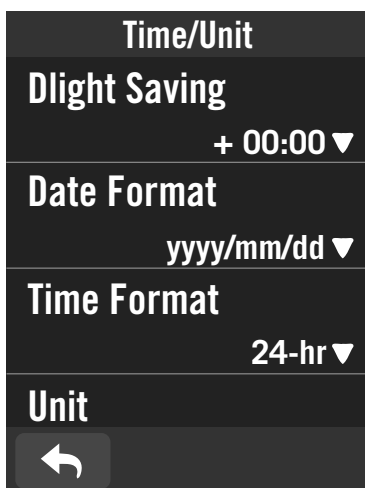 Time/Unit
Dlight Saving
+ 00:00
Date Format
yyyy/mm/dd
Time Format
24-hr
Unit